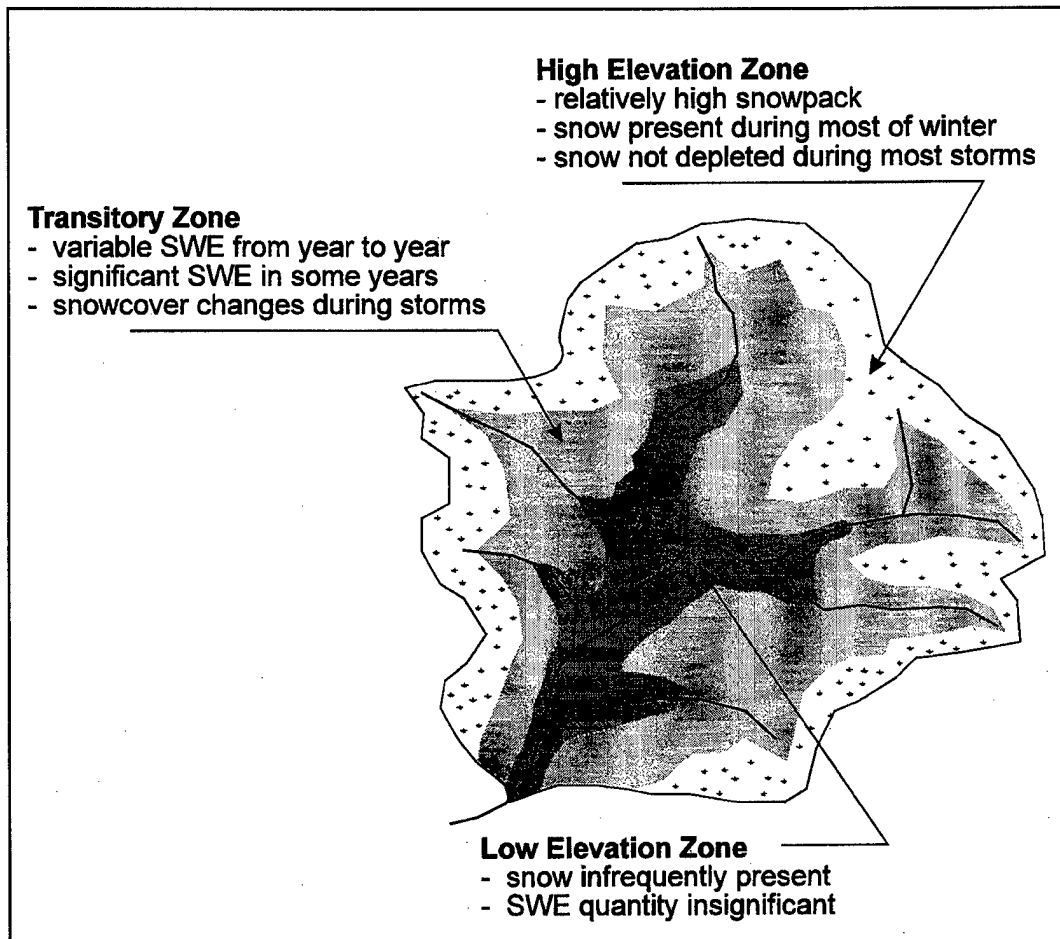 High Elevation Zone
- relatively high snowpack
- snow present during most of winter
- snow not depleted during most storms
Transitory Zone
- variable SWE from year to year
- significant SWE in some years
- snowcover changes during storms
Low Elevation Zone
- snow infrequently present
- SWE quantity insignificant